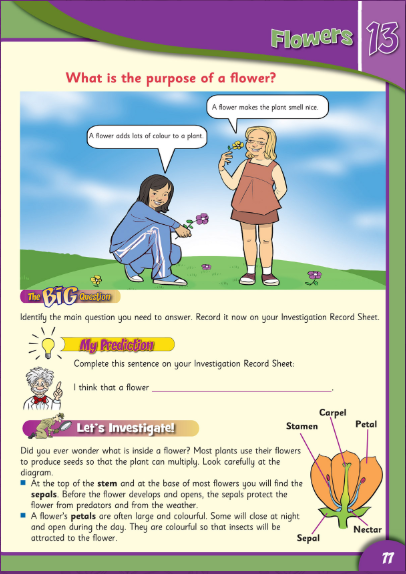 Flowers 13
What is the purpose of a flower?
A flower makes the plant smell nice.
A flower adds lots of colour to a plant.
The BIG Question
Identify the main question you need to answer. Record it now on your Investigation Record Sheet.
My Prediction
Complete this sentence on your Investigation Record Sheet:
I think that a flower ______________________________.
Let's Investigate!
Did you ever wonder what is inside a flower? Most plants use their flowers
to produce seeds so that the plant can multiply. Look carefully at the
diagram.
At the top of the stem and at the base of most flowers you will find the
sepals. Before the flower develops and opens, the sepals protect the
flower from predators and from the weather.
A flower's petals are often large and colourful. Some will close at night
and open during the day. They are colourful so that insects will be
attracted to the flower.
Carpel
Stamen
Petal
Nectar
Sepal
77